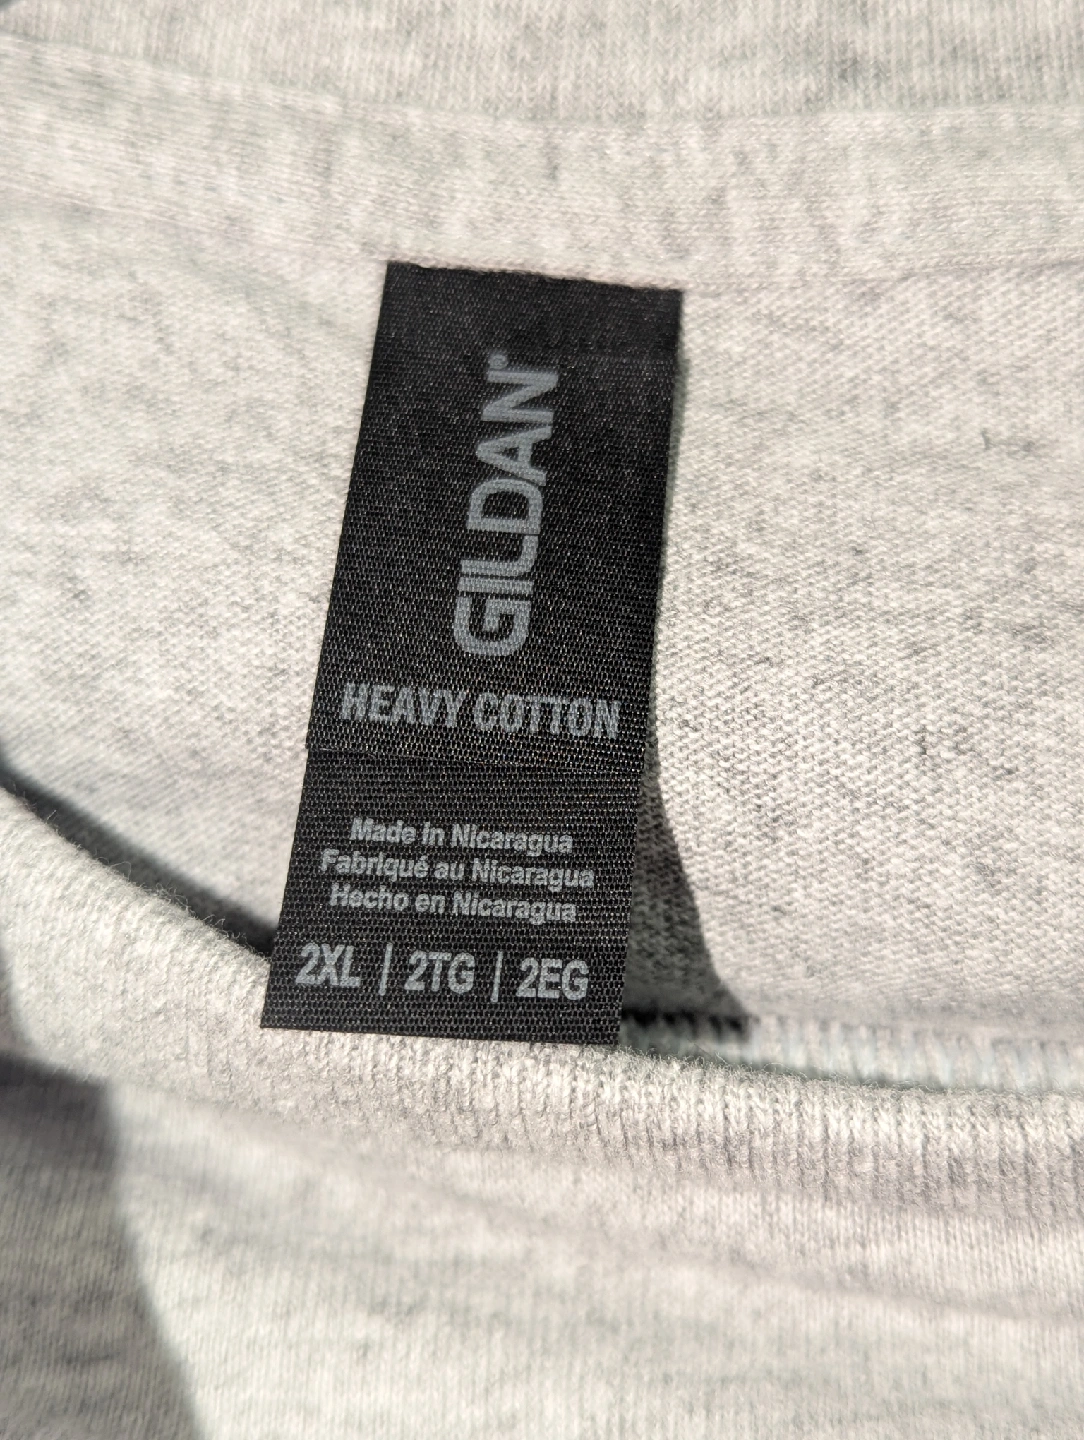 GILDAN®
HEAVY COTTON
Made in Nicaragua
Fabriqué au Nicaragua
Hecho en Nicaragua
2XL | 2TG | 2EG